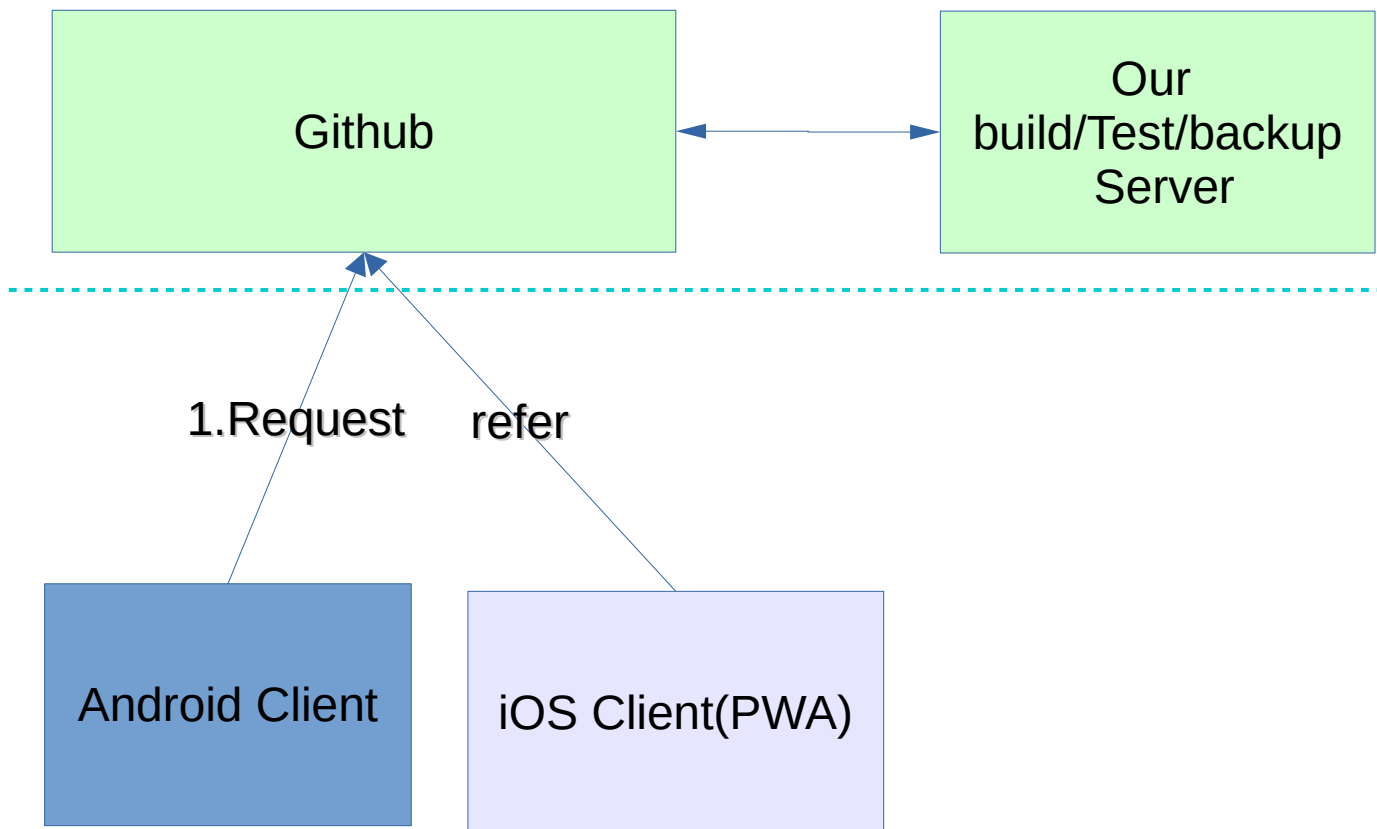 Github
Our
build/Test/backup
Server
1.Request
refer
Android Client
iOS Client(PWA)